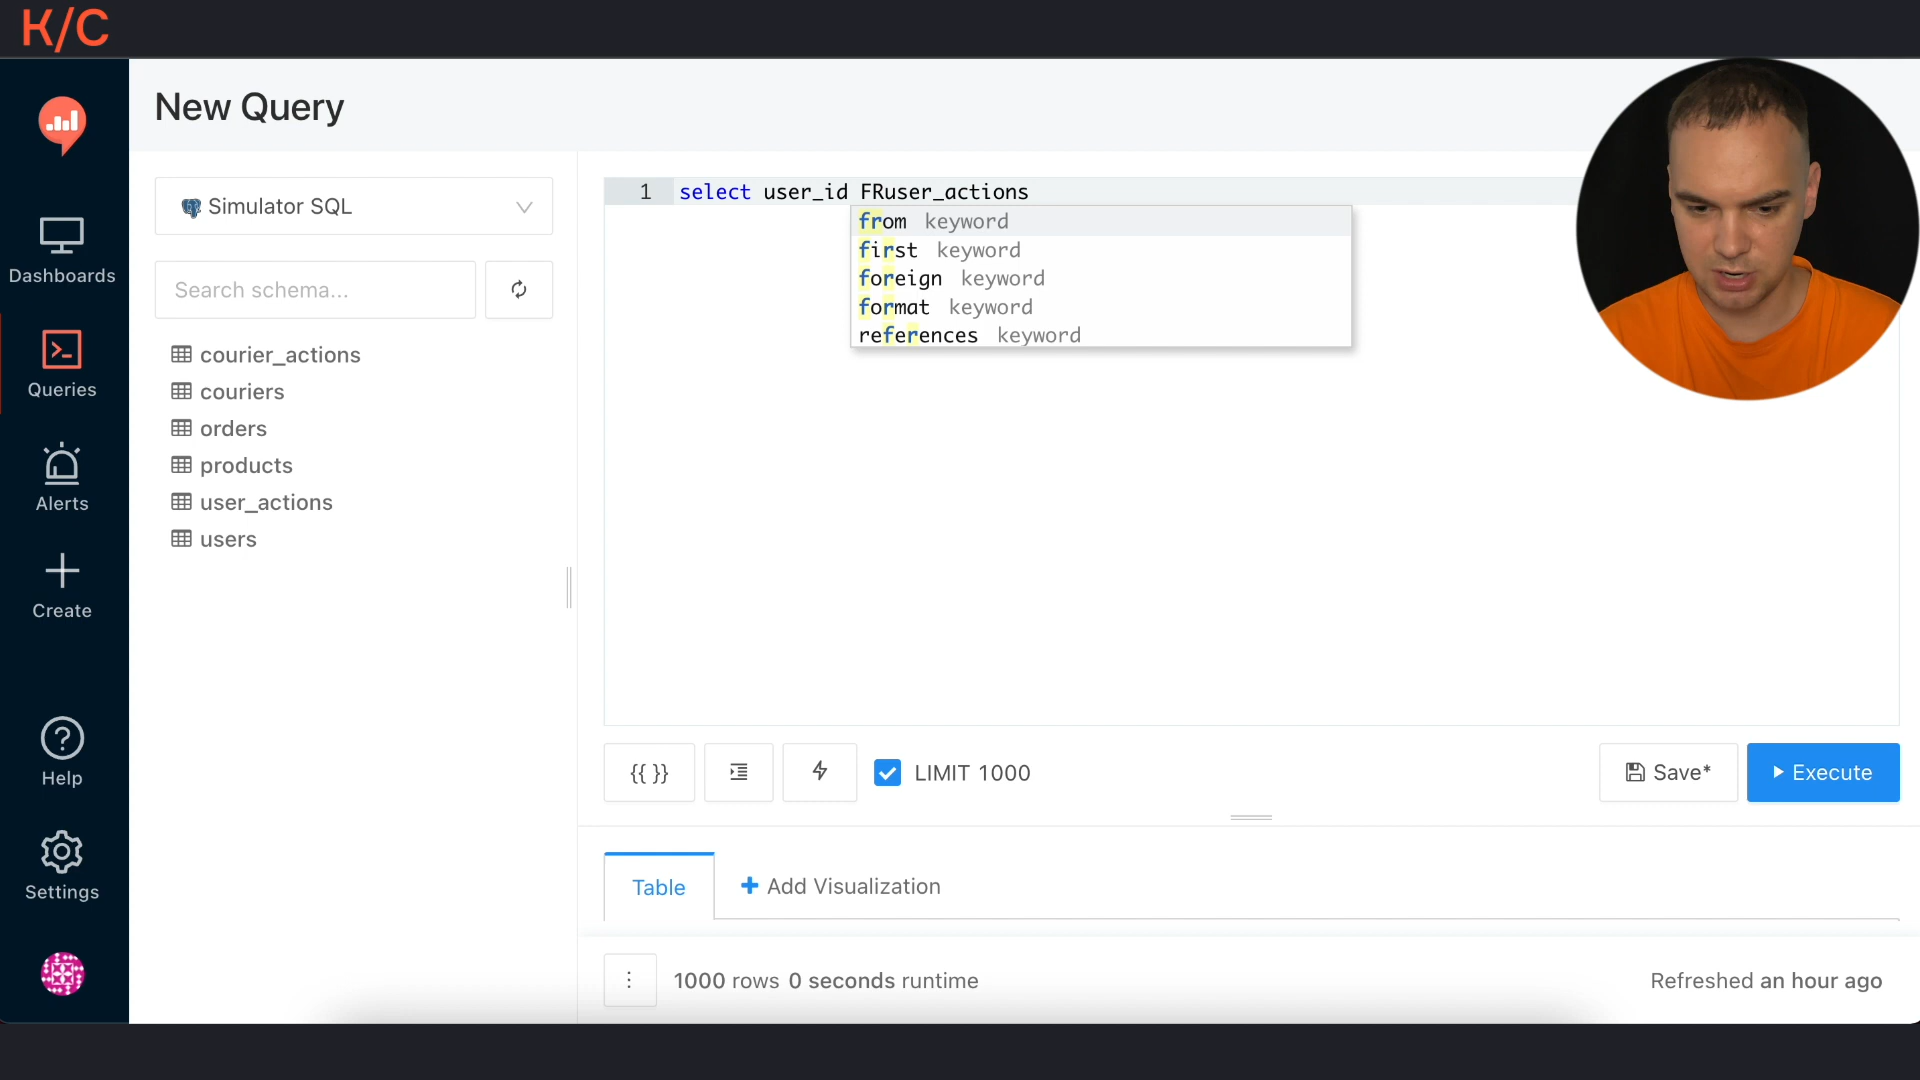 K/C
New Query
Simulator SQL
Search schema...
courier_actions
couriers
orders
products
user_actions
users
Dashboards
Queries
Alerts
Create
Help
Settings
1 select user_id FRuser_actions
from keyword
first keyword
foreign keyword
format keyword
references keyword
{{ }}
LIMIT 1000
Save*
Execute
Table
Add Visualization
1000 rows 0 seconds runtime
Refreshed an hour ago